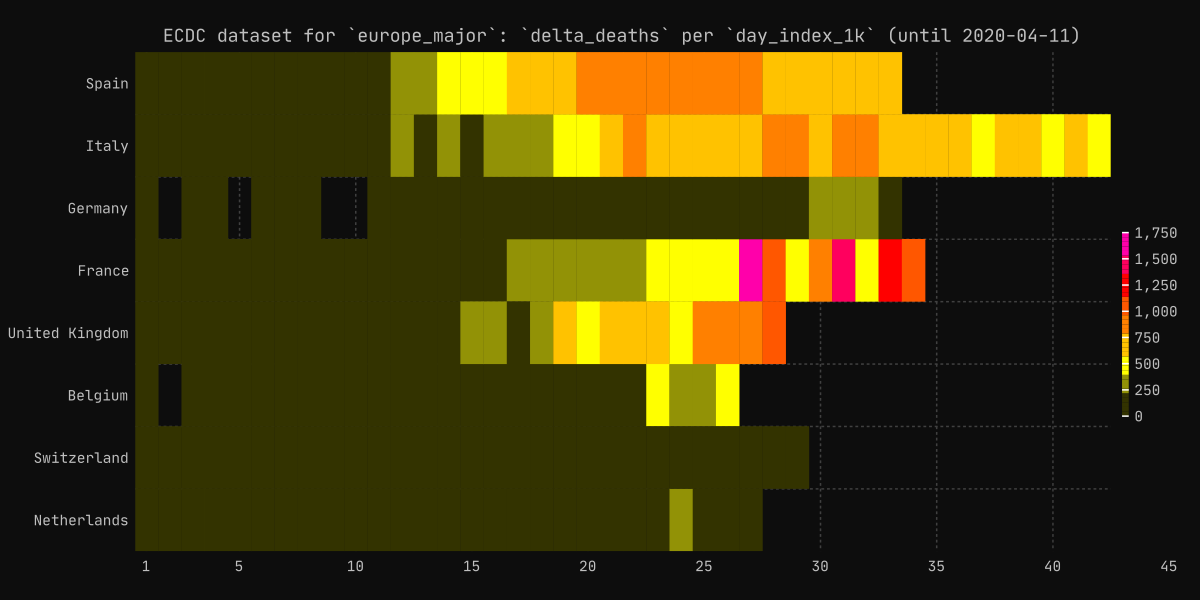 ECDC dataset for `europe_major`: `delta_deaths` per `day_index_1k` (until 2020-04-11)
Spain
Italy
Germany
France
United Kingdom
Belgium
Switzerland
Netherlands
1,750
1,500
1,250
1,000
750
500
250
0
1 5 10 15 20 25 30 35 40 45